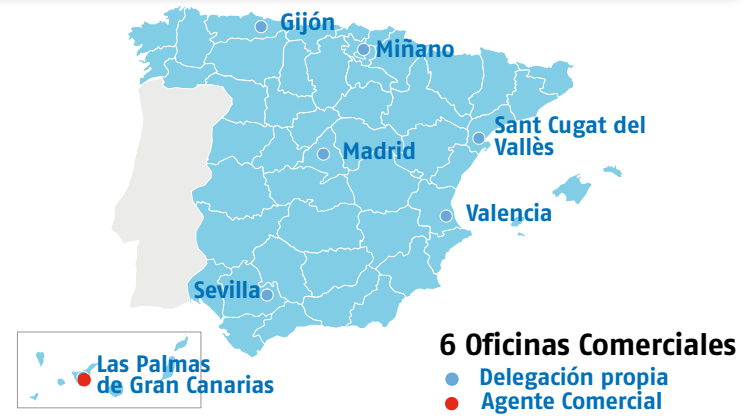 Gijón
Miñano
Sant Cugat del
Vallès
Madrid
Valencia
Sevilla
Las Palmas
de Gran Canarias
6 Oficinas Comerciales
Delegación propia
Agente Comercial